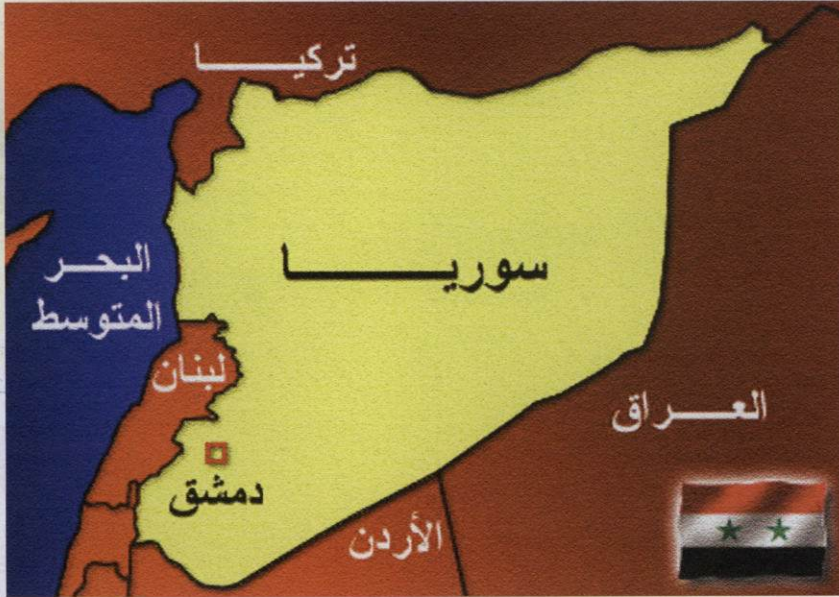 تركيا
سوريا
البحر
المتوسط
لبنان
العراق
دمشق
الأردن